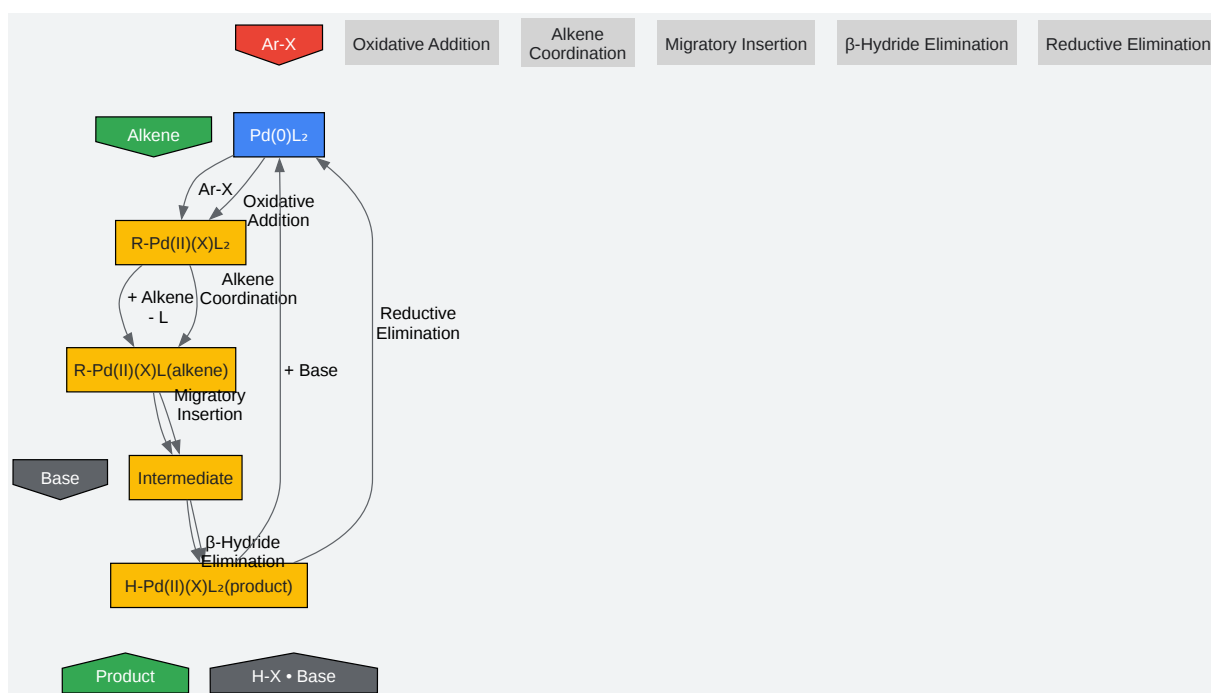 Ar-X
Oxidative Addition
Alkene
Coordination
Migratory Insertion
β-Hydride Elimination
Reductive Elimination
Alkene
Pd(0)L₂
Ar-X
Oxidative
Addition
R-Pd(II)(X)L₂
+ Alkene
- L
Alkene
Coordination
Reductive
Elimination
R-Pd(II)(X)L(alkene)
+ Base
Migratory
Insertion
Base
Intermediate
β-Hydride
Elimination
H-Pd(II)(X)L₂(product)
Product
H-X • Base